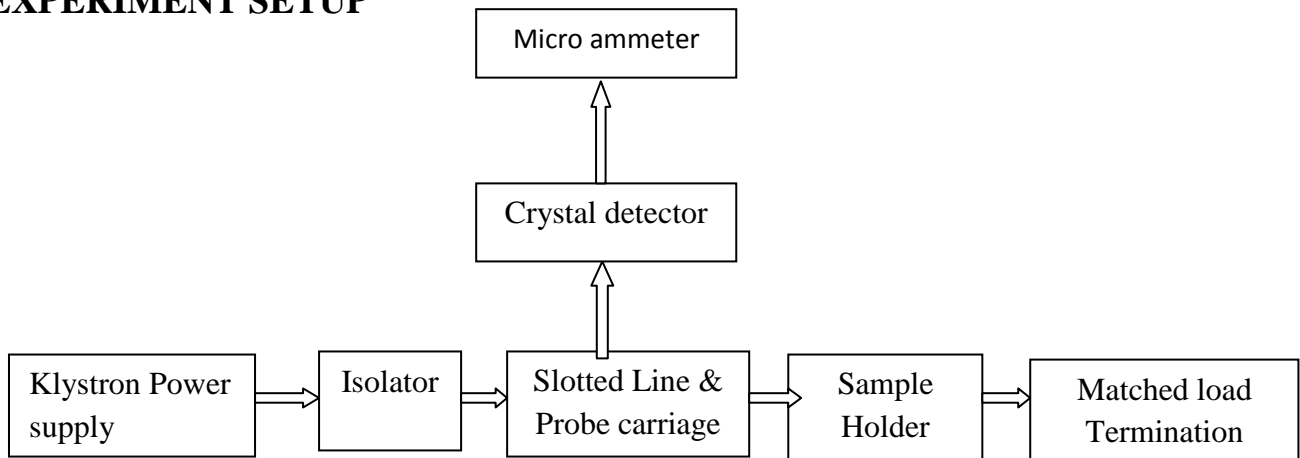 EXPERIMENT SETUP
Micro ammeter
Crystal detector
Klystron Power
supply
Isolator
Slotted Line &
Probe carriage
Sample
Holder
Matched load
Termination